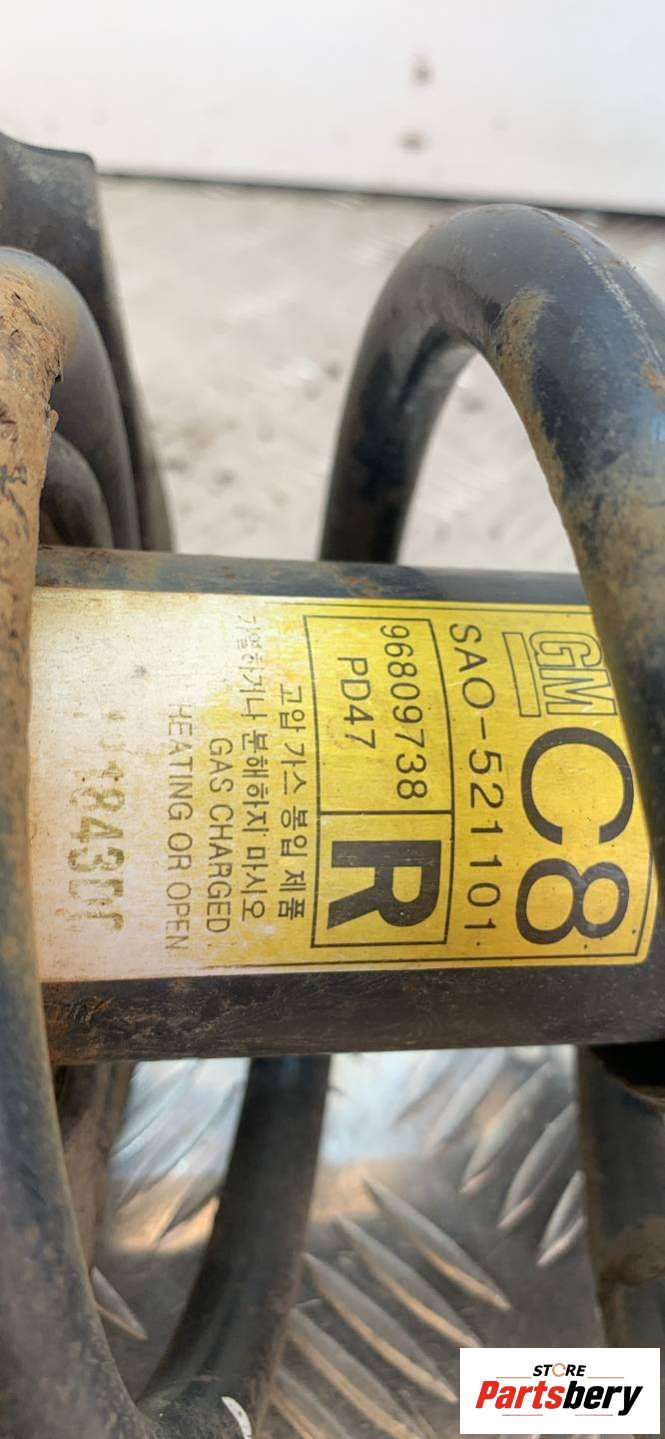 GM C8
SAO-521101
96809738 R
PD47
고압 가스 봉입 제품
가열하거나 분해하지 마시오
GAS CHARGED.
HEATING OR OPEN
STORE
Partsbery